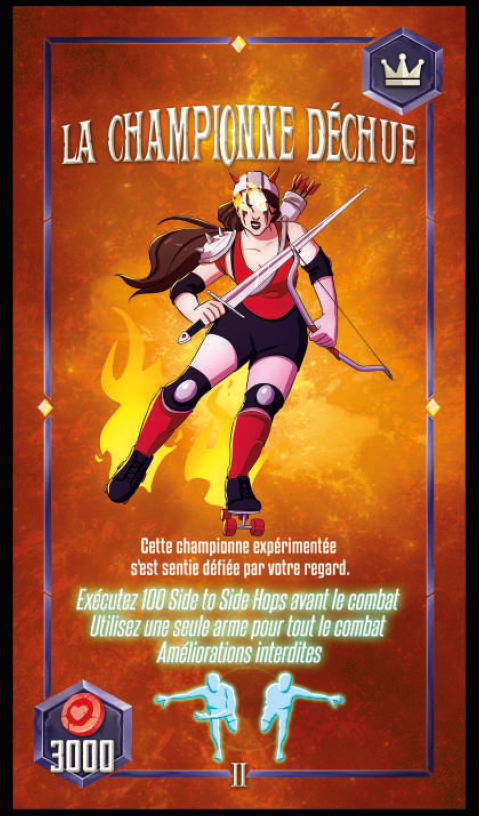 LA CHAMPIONNE DÉCHUE
Cette championne expérimentée
s'est sentie défiée par votre regard.
Exécutez 100 Side to Side Hops avant le combat
Utilisez une seule arme pour tout le combat
Améliorations interdites
3000
II